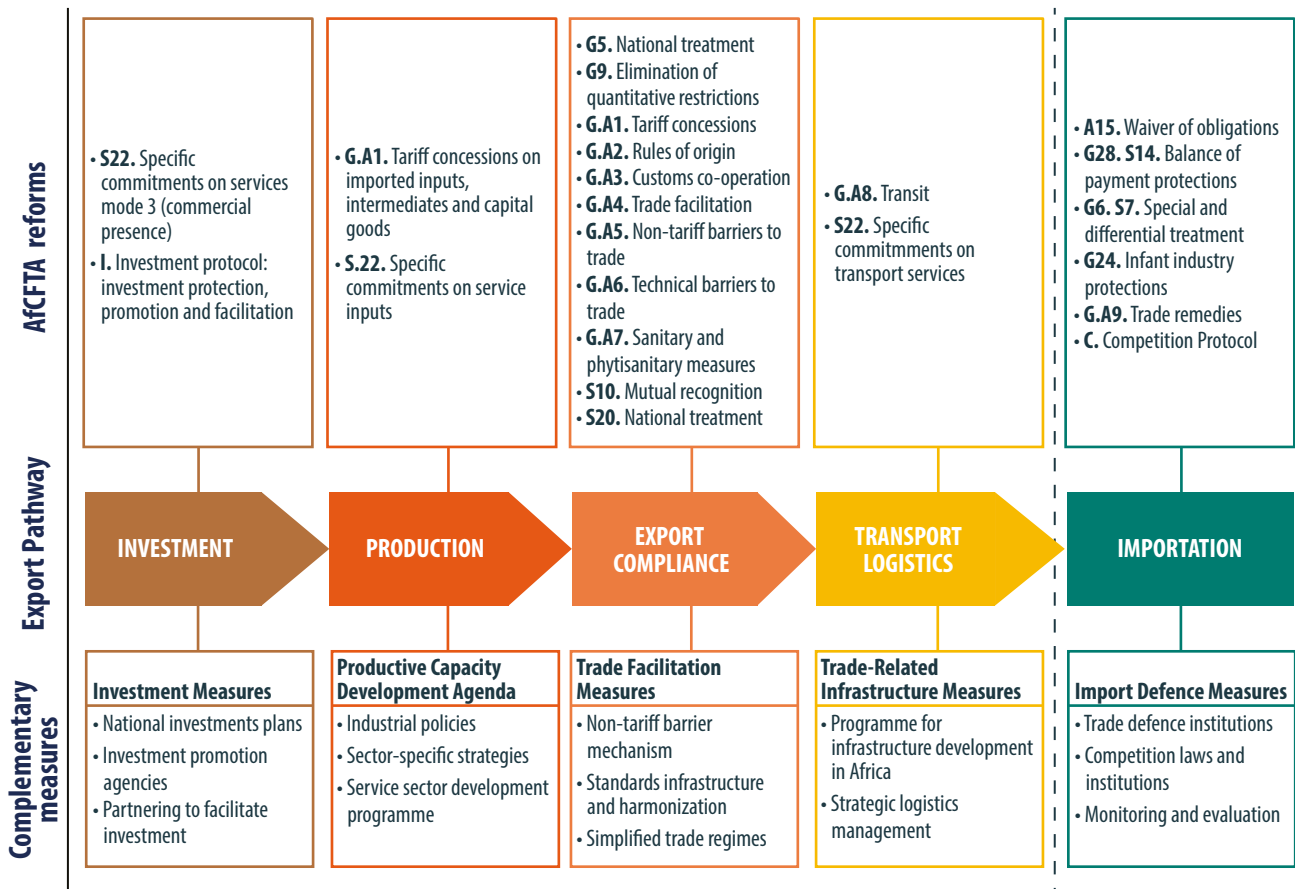 AfCFTA reforms
• S22. Specific
commitments on services
mode 3 (commercial
presence)
• I. Investment protocol:
investment protection,
promotion and facilitation
• G.A1. Tariff concessions on
imported inputs,
intermediates and capital
goods
• S.22. Specific
commitments on service
inputs
• G5. National treatment
• G9. Elimination of
quantitative restrictions
• G.A1. Tariff concessions
• G.A2. Rules of origin
• G.A3. Customs co-operation
• G.A4. Trade facilitation
• G.A5. Non-tariff barriers to
trade
• G.A6. Technical barriers to
trade
• G.A7. Sanitary and
phytisanitary measures
• S10. Mutual recognition
• S20. National treatment
• G.A8. Transit
• S22. Specific
commitmments on
transport services
• A15. Waiver of obligations
• G28. S14. Balance of
payment protections
• G6. S7. Special and
differential treatment
• G24. Infant industry
protections
• G.A9. Trade remedies
• C. Competition Protocol
Export Pathway
INVESTMENT
PRODUCTION
EXPORT
COMPLIANCE
TRANSPORT
LOGISTICS
IMPORTATION
Complementary
measures
Investment Measures
• National investments plans
• Investment promotion
agencies
• Partnering to facilitate
investment
Productive Capacity
Development Agenda
• Industrial policies
• Sector-specific strategies
• Service sector development
programme
Trade Facilitation
Measures
• Non-tariff barrier
mechanism
• Standards infrastructure
and harmonization
• Simplified trade regimes
Trade-Related
Infrastructure Measures
• Programme for
infrastructure development
in Africa
• Strategic logistics
management
Import Defence Measures
• Trade defence institutions
• Competition laws and
institutions
• Monitoring and evaluation